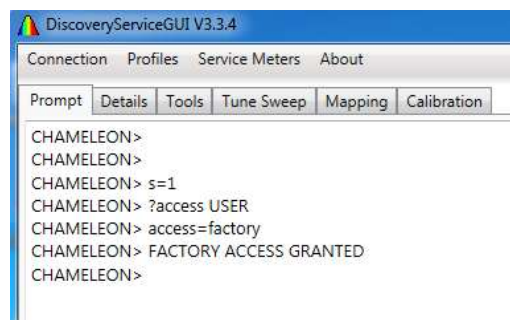 DiscoveryServiceGUI V3.3.4
Connection Profiles Service Meters About
Prompt Details Tools Tune Sweep Mapping Calibration
CHAMELEON>
CHAMELEON>
CHAMELEON> s=1
CHAMELEON> ?access USER
CHAMELEON> access=factory
CHAMELEON> FACTORY ACCESS GRANTED
CHAMELEON>